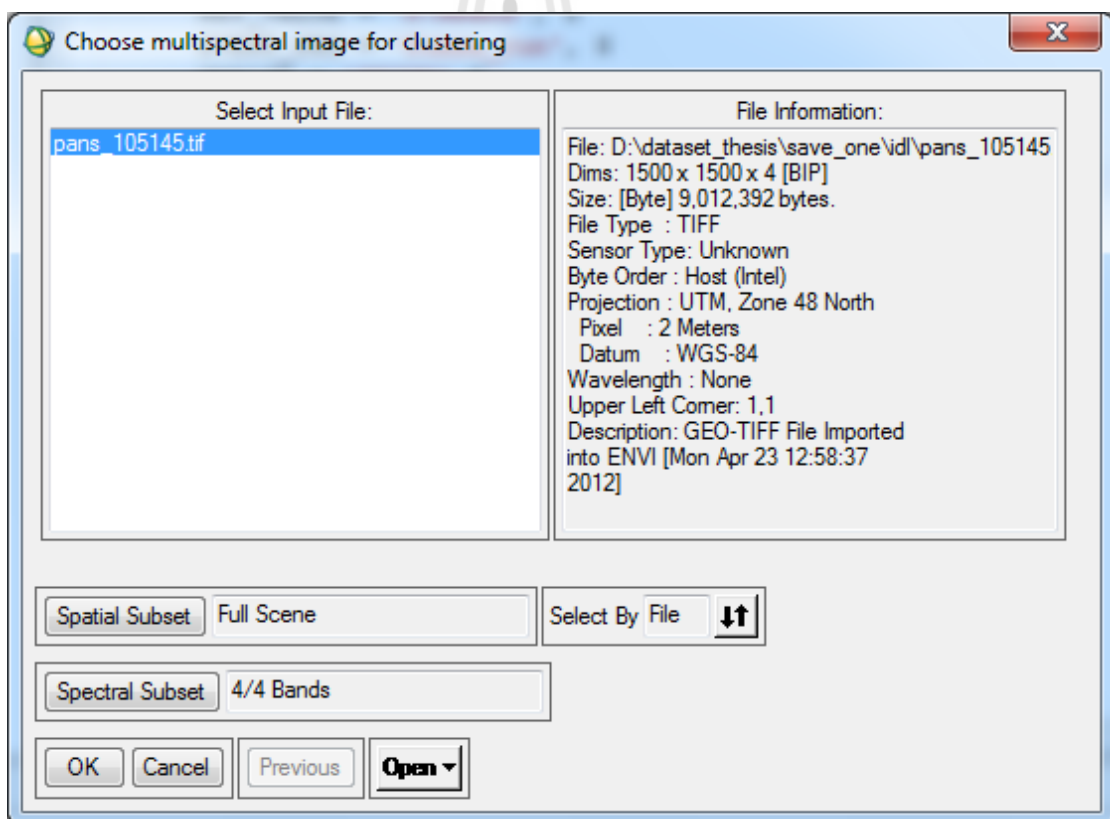 Choose multispectral image for clustering
Select Input File:
pans_105145.tif
File Information:
File: D:\dataset_thesis\save_one\idl\pans_105145
Dims: 1500 x 1500 x 4 [BIP]
Size: [Byte] 9,012,392 bytes.
File Type : TIFF
Sensor Type: Unknown
Byte Order : Host (Intel)
Projection : UTM, Zone 48 North
Pixel : 2 Meters
Datum : WGS-84
Wavelength : None
Upper Left Corner: 1,1
Description: GEO-TIFF File Imported
into ENVI [Mon Apr 23 12:58:37
2012]
Spatial Subset Full Scene
Select By File
Spectral Subset 4/4 Bands
OK Cancel Previous Open